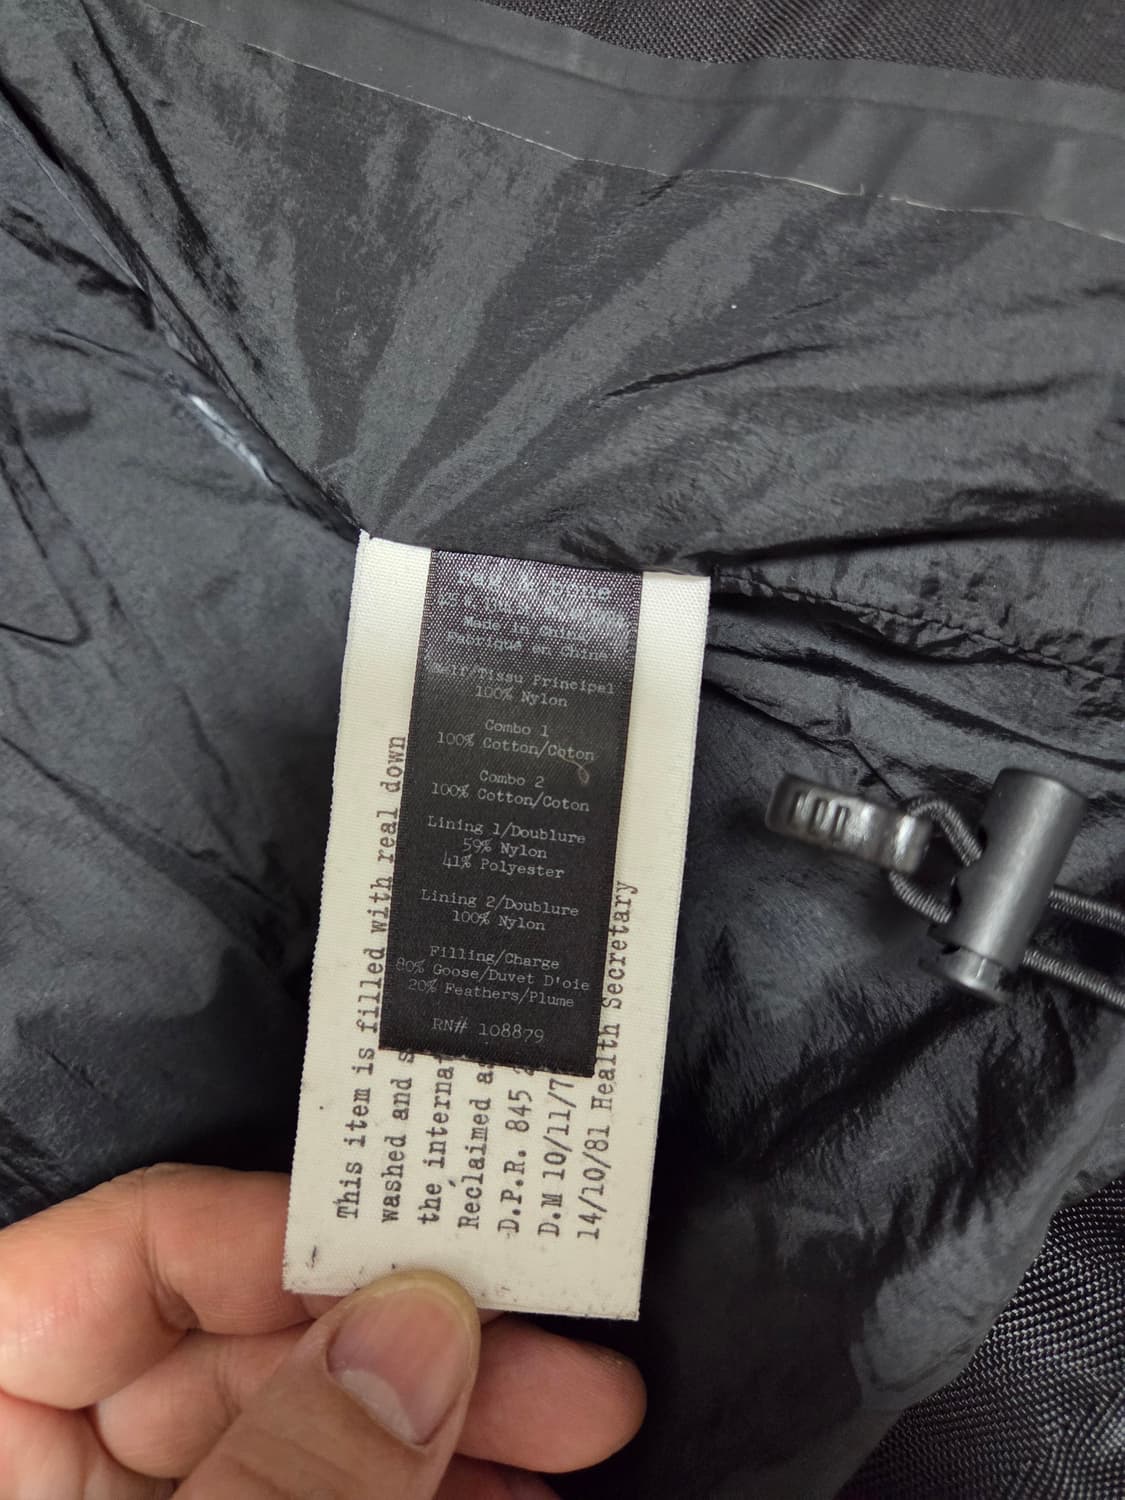 rag & bone
Made in China
Fabriqué en Chine
Self/Tissu Principel
100% Nylon
Combo 1
100% Cotton/Coton
Combo 2
100% Cotton/Coton
Lining 1/Doublure
59% Nylon
41% Polyester
Lining 2/Doublure
100% Nylon
Filling/Charge
80% Goose/Duvet D'oie
20% Feathers/Plume
RN# 108879
This item is filled with real down
washed and
the
Reclaimed
D.P.R. 845
D.M 10/11/7
14/10/81 Health Secretary